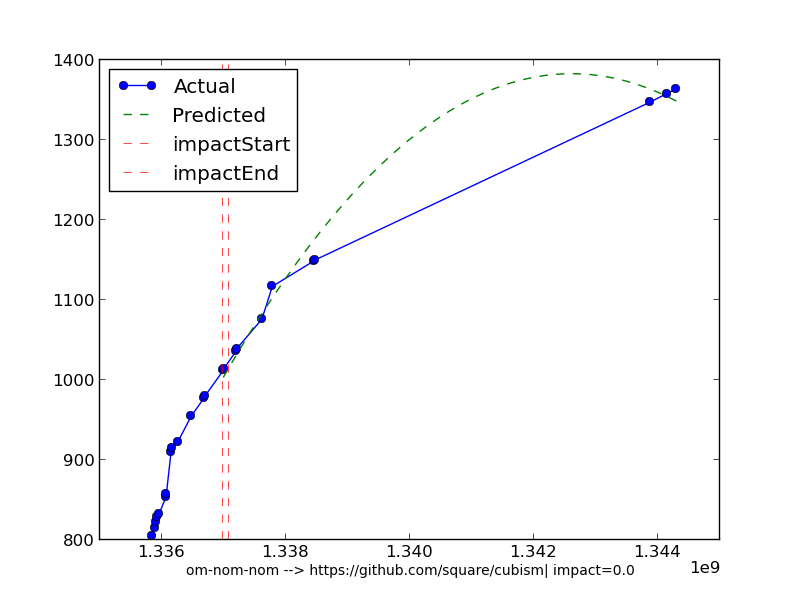 1400
1300
1200
1100
1000
900
800
Actual
Predicted
impactStart
impactEnd
1.336 1.338 1.340 1.342 1.344
1e9
om-nom-nom --> https://github.com/square/cubism| impact=0.0